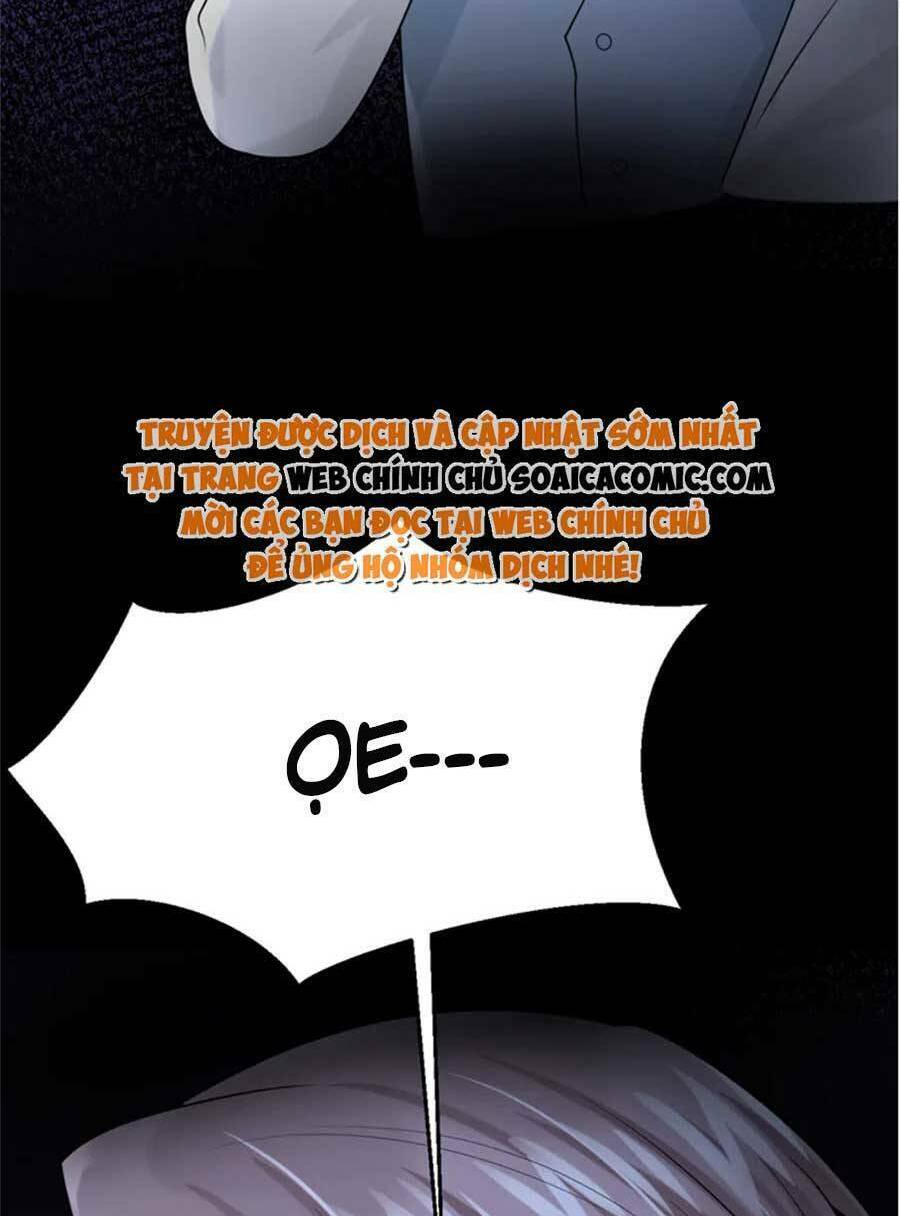 TRUYỆN ĐƯỢC DỊCH VÀ CẬP NHẬT SỚM NHẤT
TẠI TRANG WEB CHÍNH CHỦ SOAICACOMIC.COM
MỜI CÁC BẠN ĐỌC TẠI WEB CHÍNH CHỦ
ĐỂ ỦNG HỘ NHÓM DỊCH NHÉ!
ỌE---